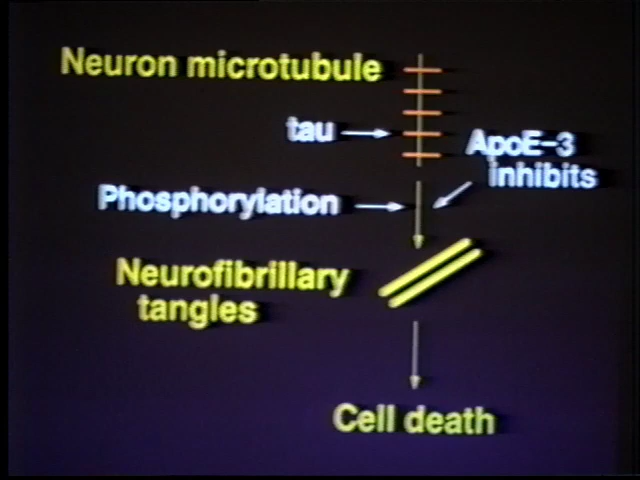 Neuron microtubule
tau
ApoE-3
inhibits
Phosphorylation
Neurofibrillary
tangles
Cell death